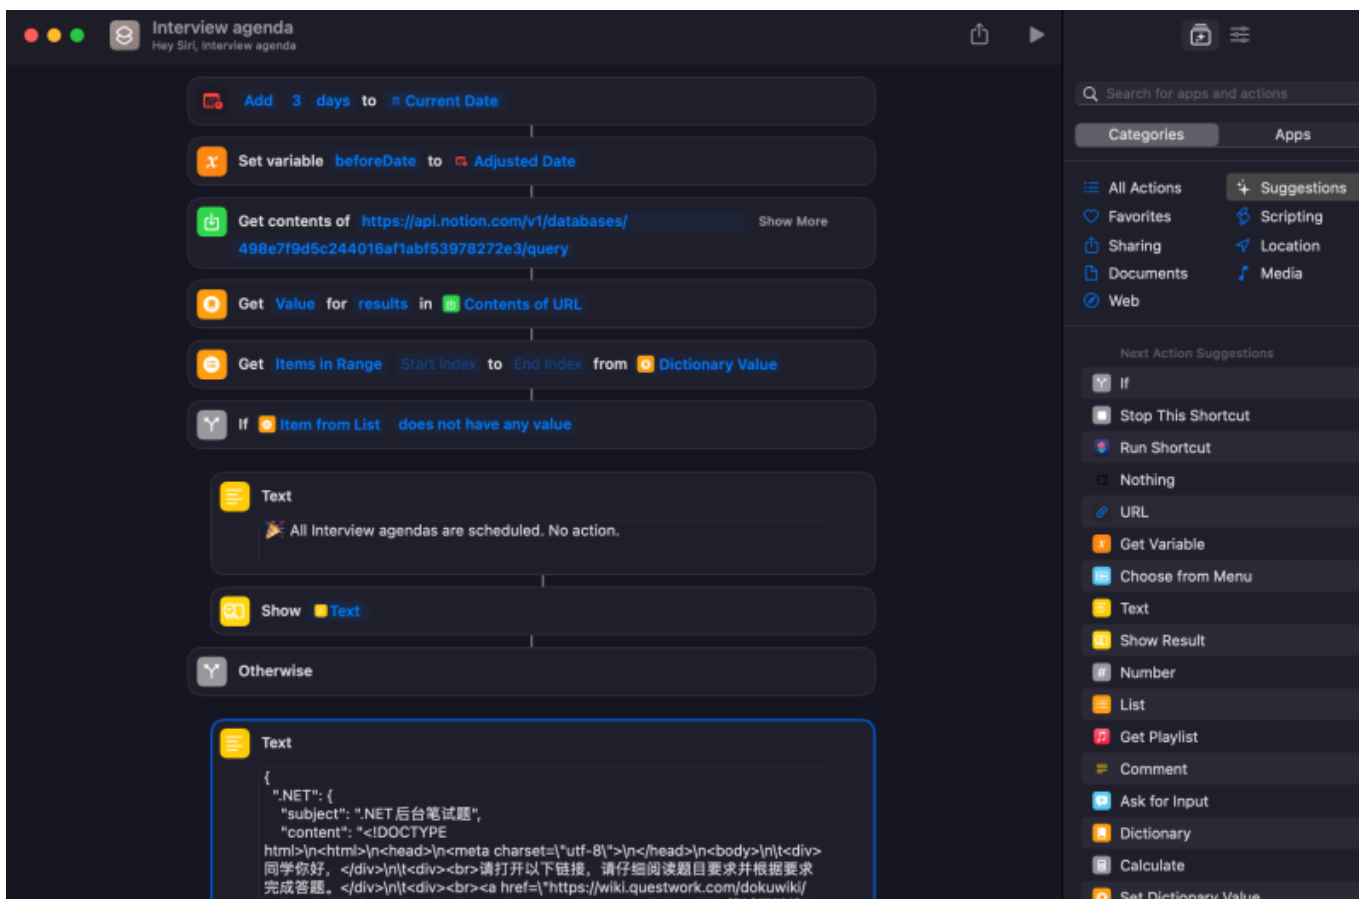 Interview agenda
Hey Siri, Interview agenda
Add 3 days to Current Date
Set variable beforeDate to Adjusted Date
Get contents of https://api.notion.com/v1/databases/ Show More
498e7f9d5c244016af1abf53978272e3/query
Get Value for results in Contents of URL
Get Items in Range Start Index to End Index from Dictionary Value
If Item from List does not have any value
Text
🎉 All Interview agendas are scheduled. No action.
Show Text
Otherwise
Text
{
".NET": {
"subject": ".NET后台笔试题",
"content": "<!DOCTYPE
html>\n<html>\n<head>\n<meta charset=\"utf-8\">\n</head>\n<body>\n\t<div>
同学你好，</div>\n\t<div><br>请打开以下链接，请仔细阅读题目要求并根据要求
完成答题。</div>\n\t<div><br><a href=\"https://wiki.questwork.com/dokuwiki/
Search for apps and actions
Categories Apps
All Actions Suggestions
Favorites Scripting
Sharing Location
Documents Media
Web
Next Action Suggestions
If
Stop This Shortcut
Run Shortcut
Nothing
URL
Get Variable
Choose from Menu
Text
Show Result
Number
List
Get Playlist
Comment
Ask for Input
Dictionary
Calculate
Set Dictionary Value